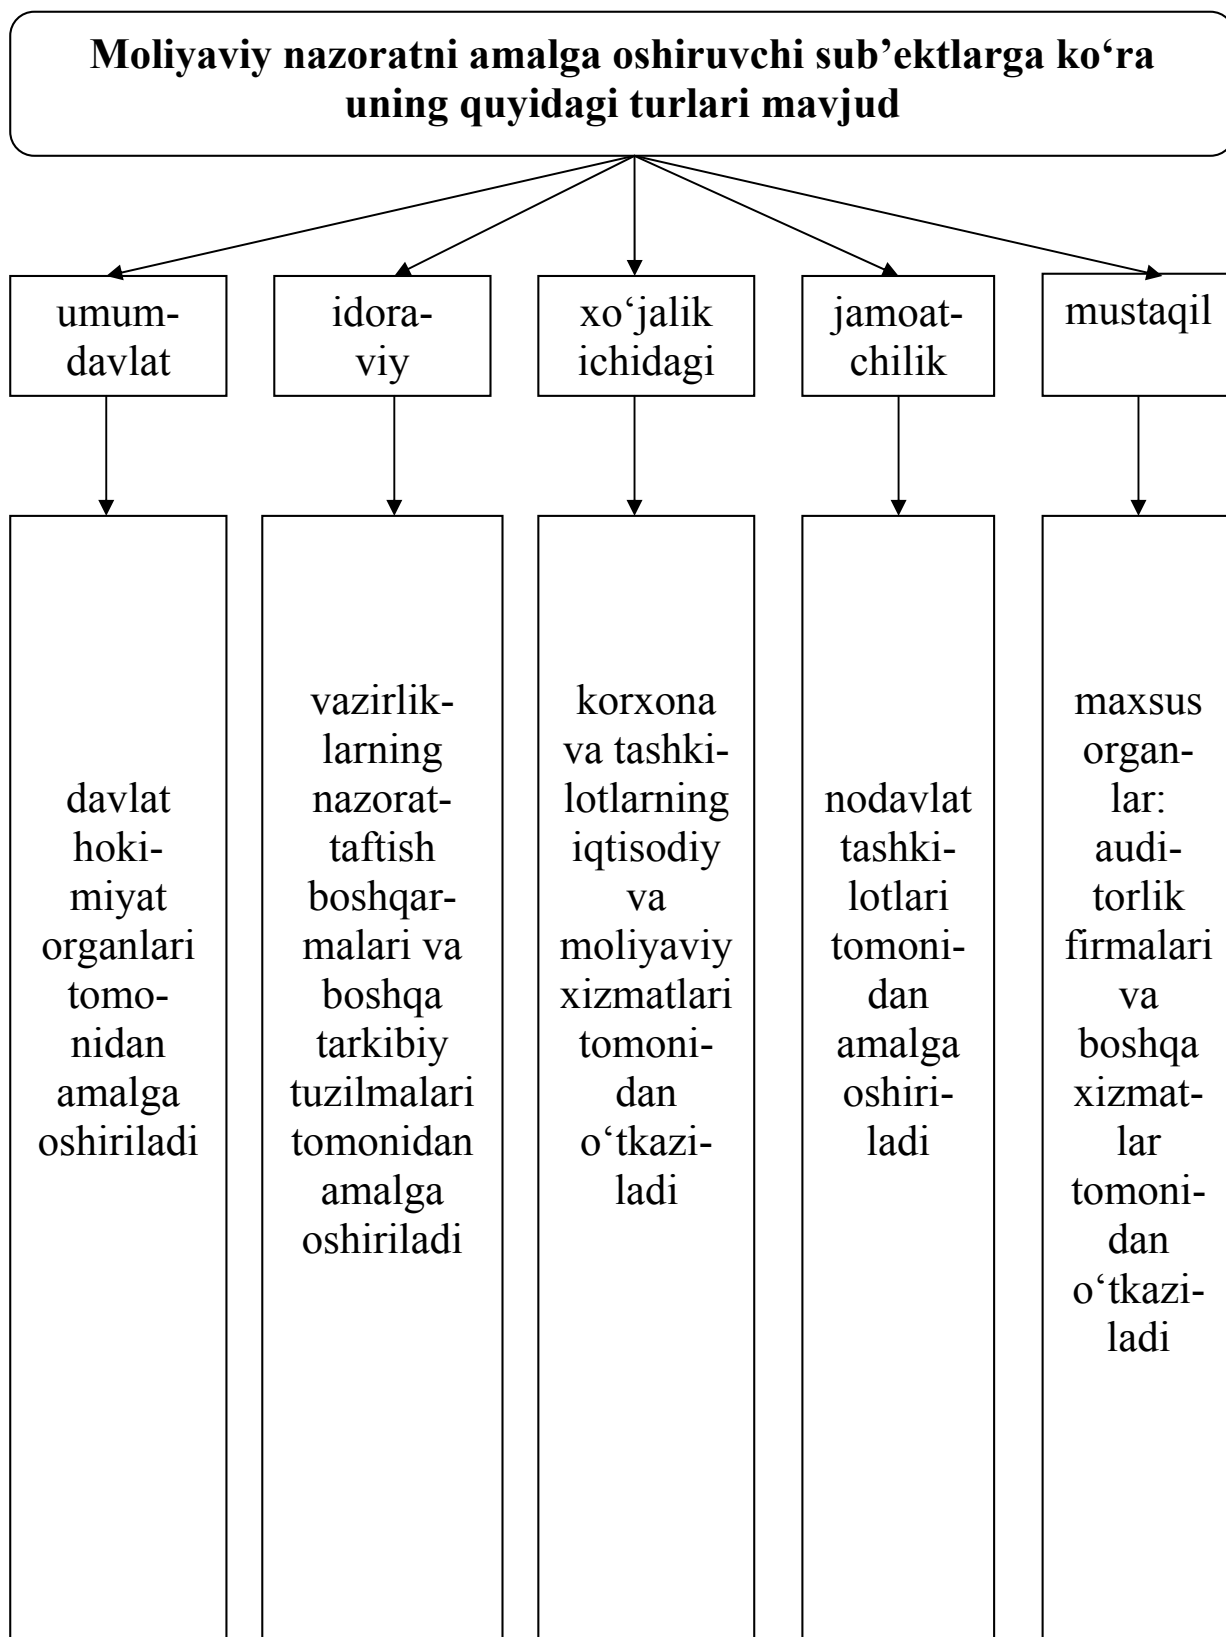 Moliyaviy nazoratni amalga oshiruvchi sub’ektlarga ko‘ra
uning quyidagi turlari mavjud
umum-
davlat
idora-
viy
xo‘jalik
ichidagi
jamoat-
chilik
mustaqil
davlat
hoki-
miyat
organlari
tomo-
nidan
amalga
oshiriladi
vazirlik-
larning
nazorat-
taftish
boshqar-
malari va
boshqa
tarkibiy
tuzilmalari
tomonidan
amalga
oshiriladi
korxona
va tashki-
lotlarning
iqtisodiy
va
moliyaviy
xizmatlari
tomoni-
dan
o‘tkazi-
ladi
nodavlat
tashki-
lotlari
tomoni-
dan
amalga
oshiri-
ladi
maxsus
organ-
lar:
audi-
torlik
firmalari
va
boshqa
xizmat-
lar
tomoni-
dan
o‘tkazi-
ladi